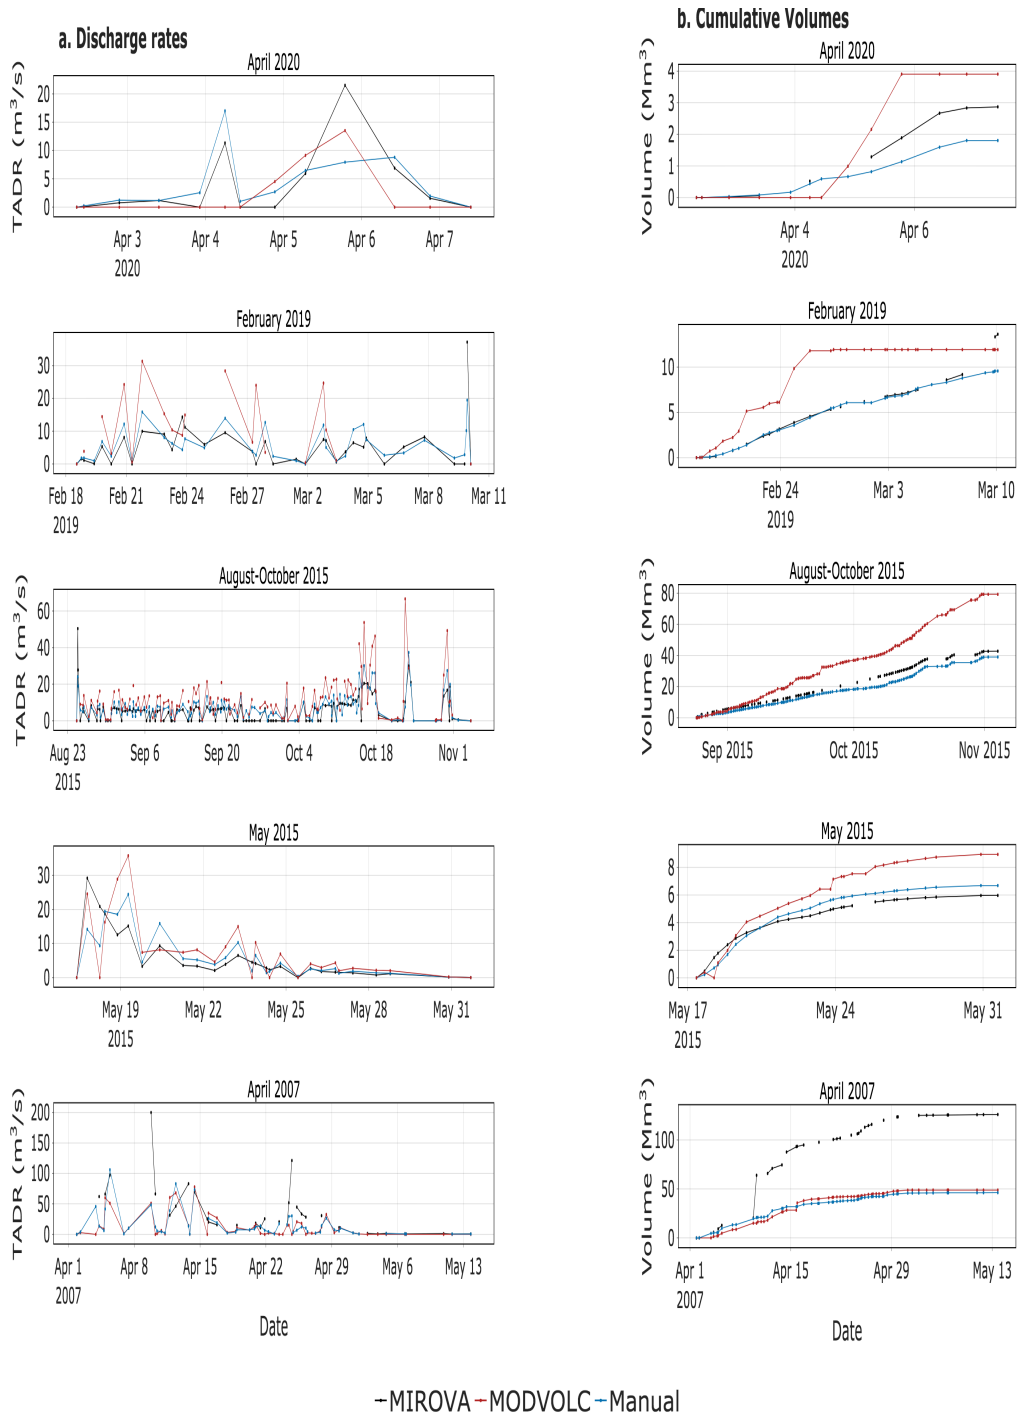 a. Discharge rates
April 2020
TADR (m³/s)
20
15
10
5
0
Apr 3
Apr 4
Apr 5
Apr 6
Apr 7
2020
February 2019
30
20
10
0
Feb 18
Feb 21
Feb 24
Feb 27
Mar 2
Mar 5
Mar 8
Mar 11
2019
August-October 2015
TADR (m³/s)
60
40
20
0
Aug 23
Sep 6
Sep 20
Oct 4
Oct 18
Nov 1
2015
May 2015
30
20
10
0
May 19
May 22
May 25
May 28
May 31
2015
April 2007
TADR (m³/s)
200
150
100
50
0
Apr 1
Apr 8
Apr 15
Apr 22
Apr 29
May 6
May 13
2007
Date
b. Cumulative Volumes
April 2020
Volume (Mm³)
4
3
2
1
0
Apr 4
Apr 6
2020
February 2019
10
5
0
Feb 24
Mar 3
Mar 10
2019
August-October 2015
Volume (Mm³)
80
60
40
20
0
Sep 2015
Oct 2015
Nov 2015
May 2015
8
6
4
2
0
May 17
May 24
May 31
2015
April 2007
Volume (Mm³)
100
50
0
Apr 1
Apr 15
Apr 29
May 13
2007
Date
MIROVA
MODVOLC
Manual